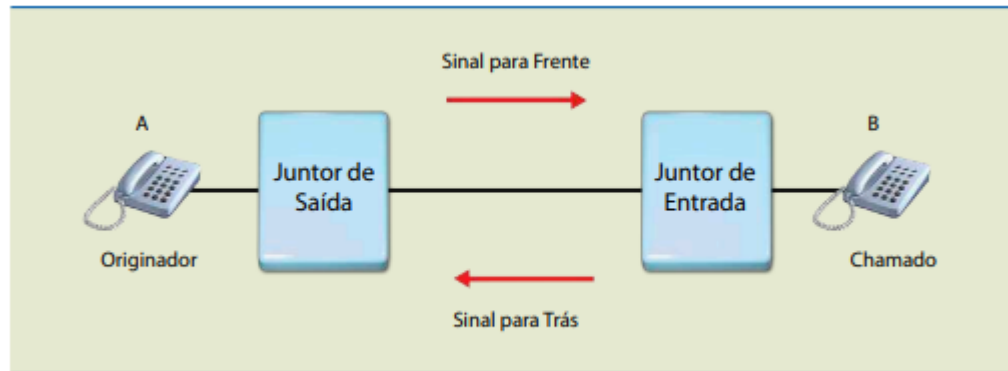 Sinal para Frente
A
B
Juntor de
Saída
Juntor de
Entrada
Originador
Chamado
Sinal para Trás